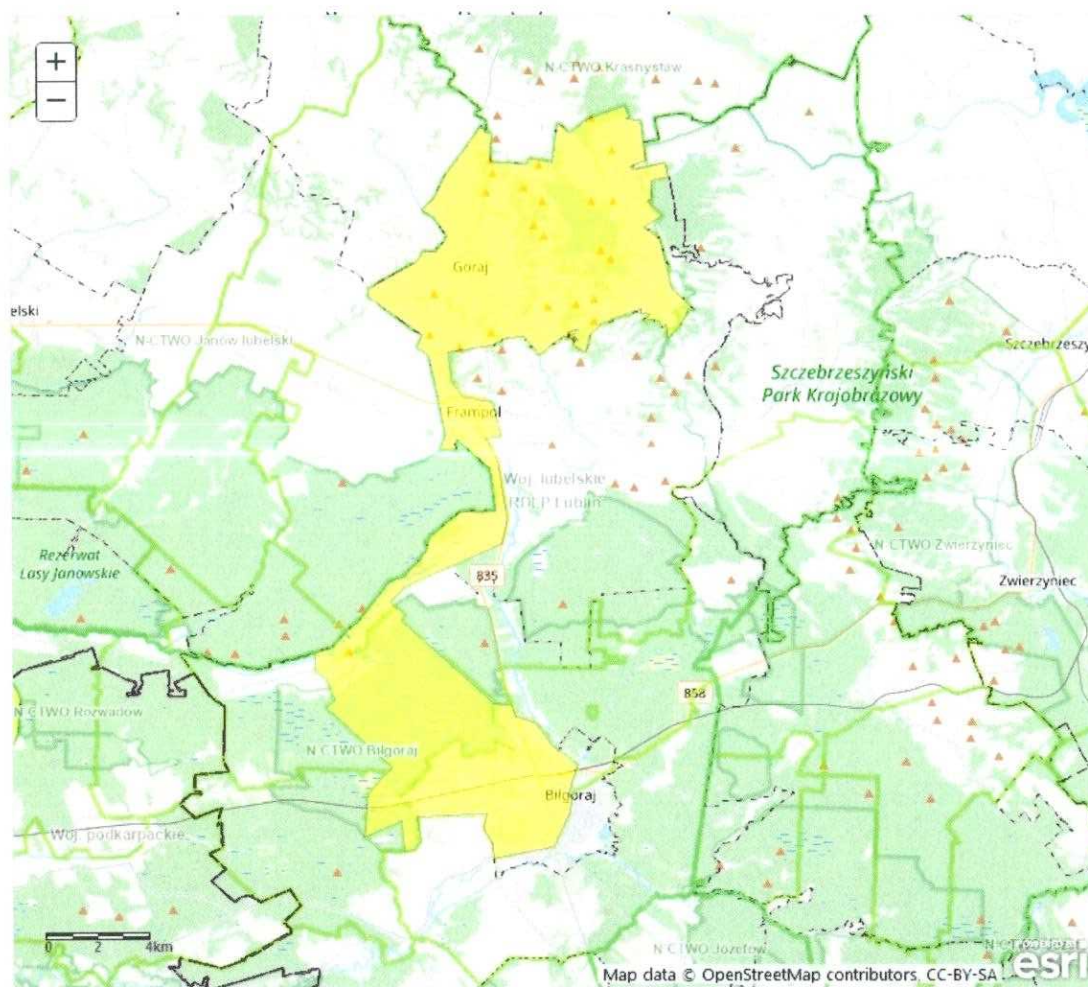 +
−
N-CTWO Krasnystaw
Goraj
elski
N-CTWO Janów lubelski
Szczebrzeszy
Szczebrzeszyński
Park Krajobrazowy
Frampol
Woj. lubelskie
RDLP Lublin
Rezerwat
Lasy Janowskie
N-CTWO Zwierzyniec
835
Zwierzyniec
858
N-CTWO Rozwadów
N-CTWO Biłgoraj
Biłgoraj
Woj. podkarpackie
0 2 4km
N-CTWO Józefów
Map data © OpenStreetMap contributors, CC-BY-SA
esri